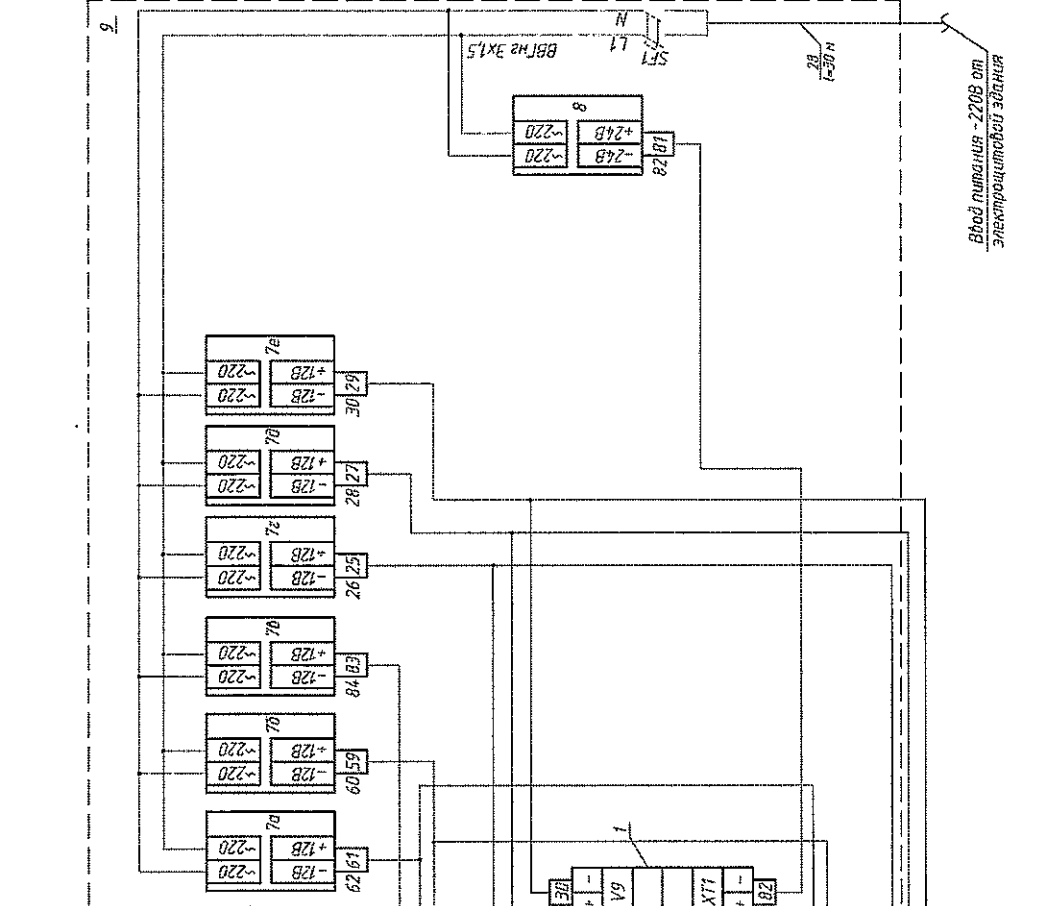 9
N
L1
SF1
ВВГнг 3х1,5
28
l=30 м
Ввод питания ~220В от
электрощитовой здания
8
~220
+24В
81
~220
-24В
82
7е
~220
+12В
29
~220
-12В
30
7д
~220
+12В
27
~220
-12В
28
7г
~220
+12В
25
~220
-12В
26
7в
~220
+12В
83
~220
-12В
84
7б
~220
+12В
59
~220
-12В
60
7а
~220
+12В
61
~220
-12В
62
1
30
-
+
V9
XT1
-
+
82